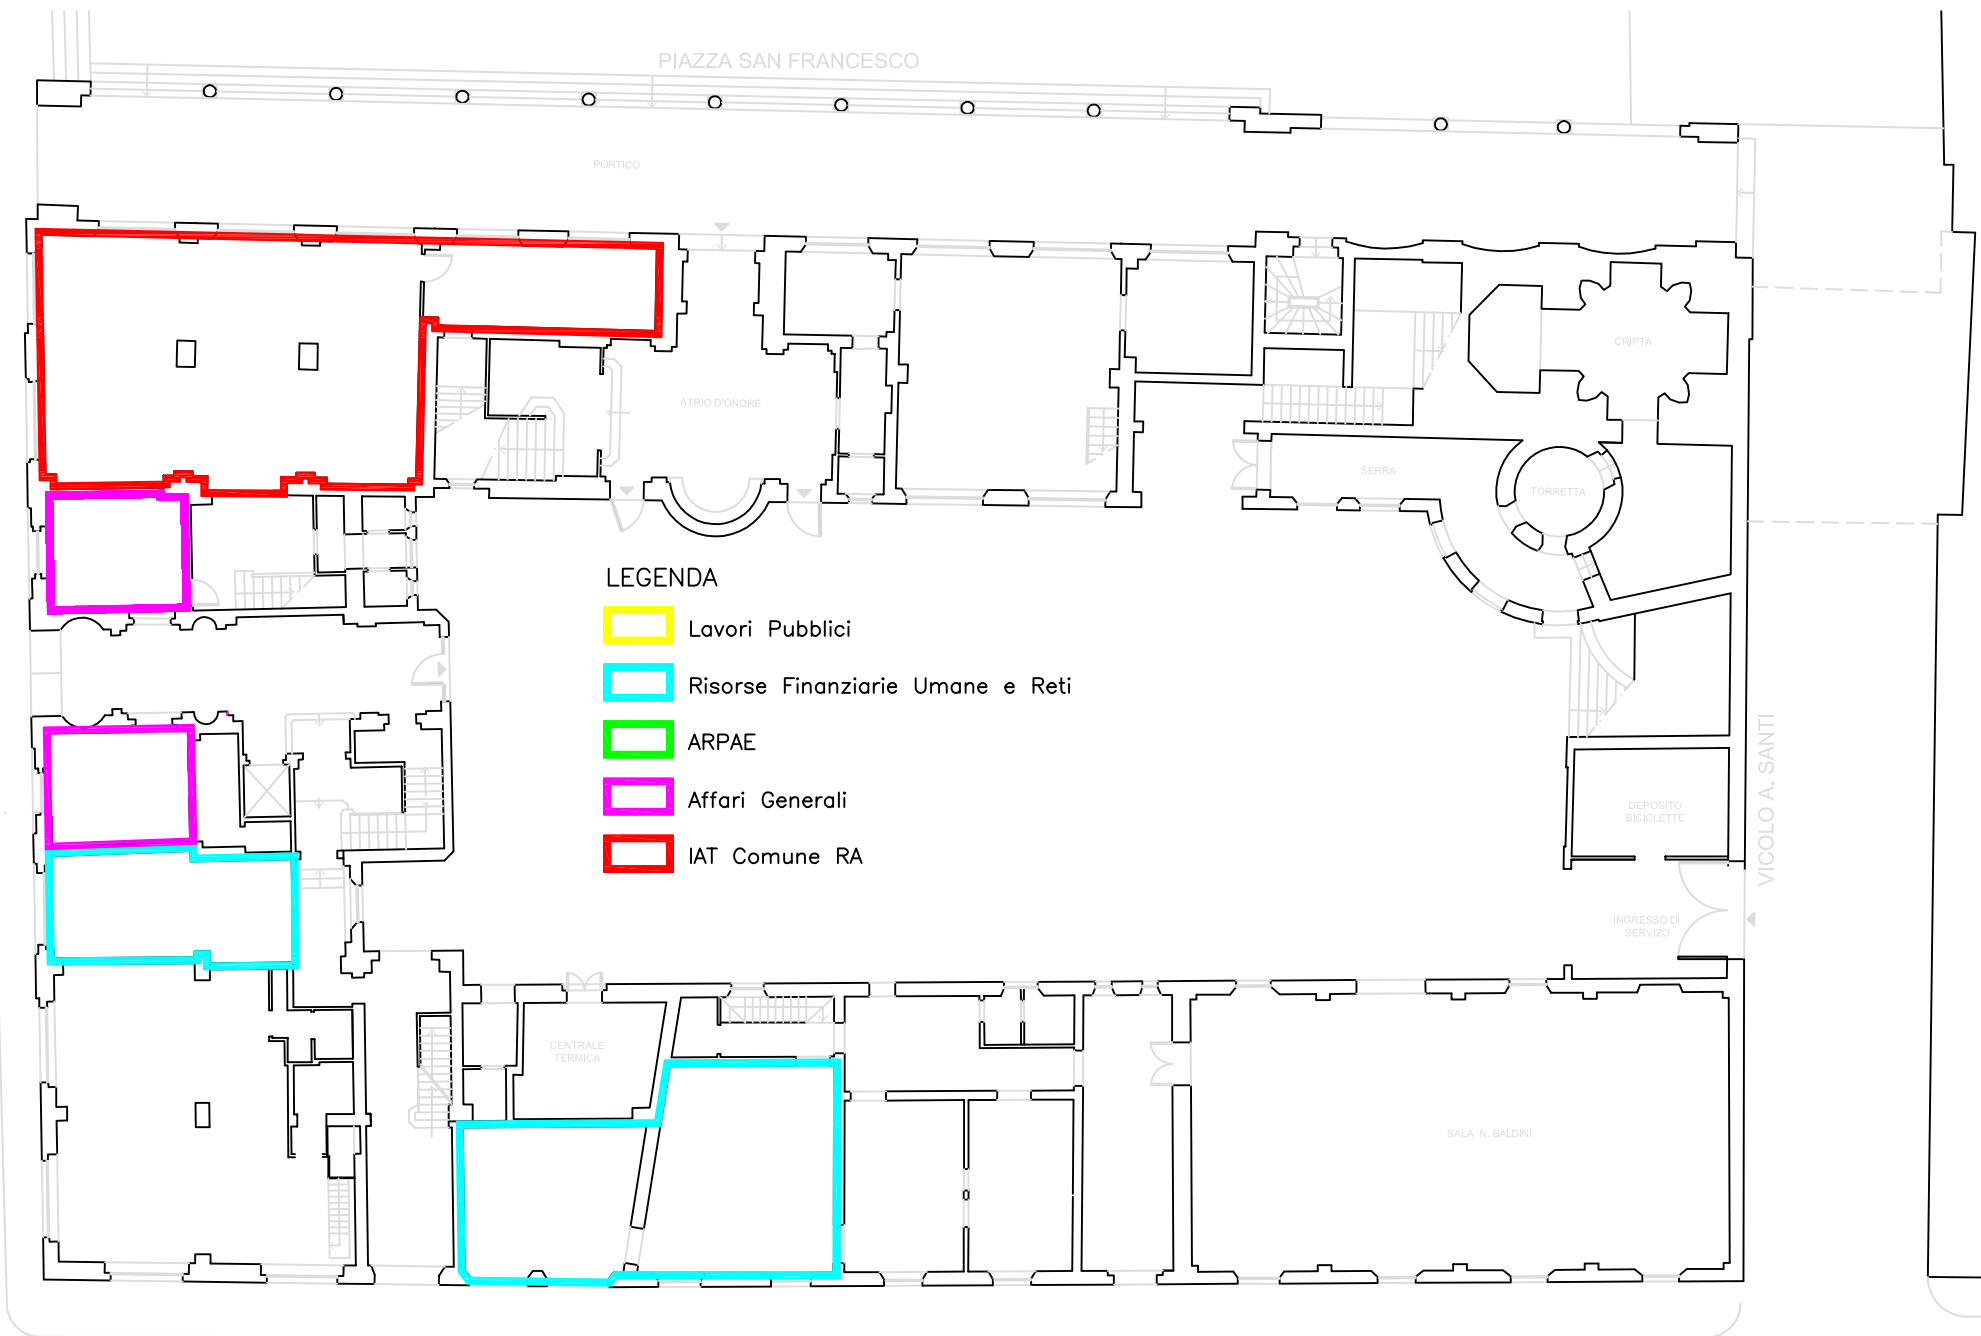 PIAZZA SAN FRANCESCO
PORTICO
CRIPTA
ATRIO D'ONORE
SERRA
TORRETTA
LEGENDA
Lavori Pubblici
Risorse Finanziarie Umane e Reti
ARPAE
Affari Generali
IAT Comune RA
DEPOSITO
BICICLETTE
VICOLO A. SANTI
INGRESSO DI
SERVIZO
CENTRALE
TERMICA
SALA N. BALDINI